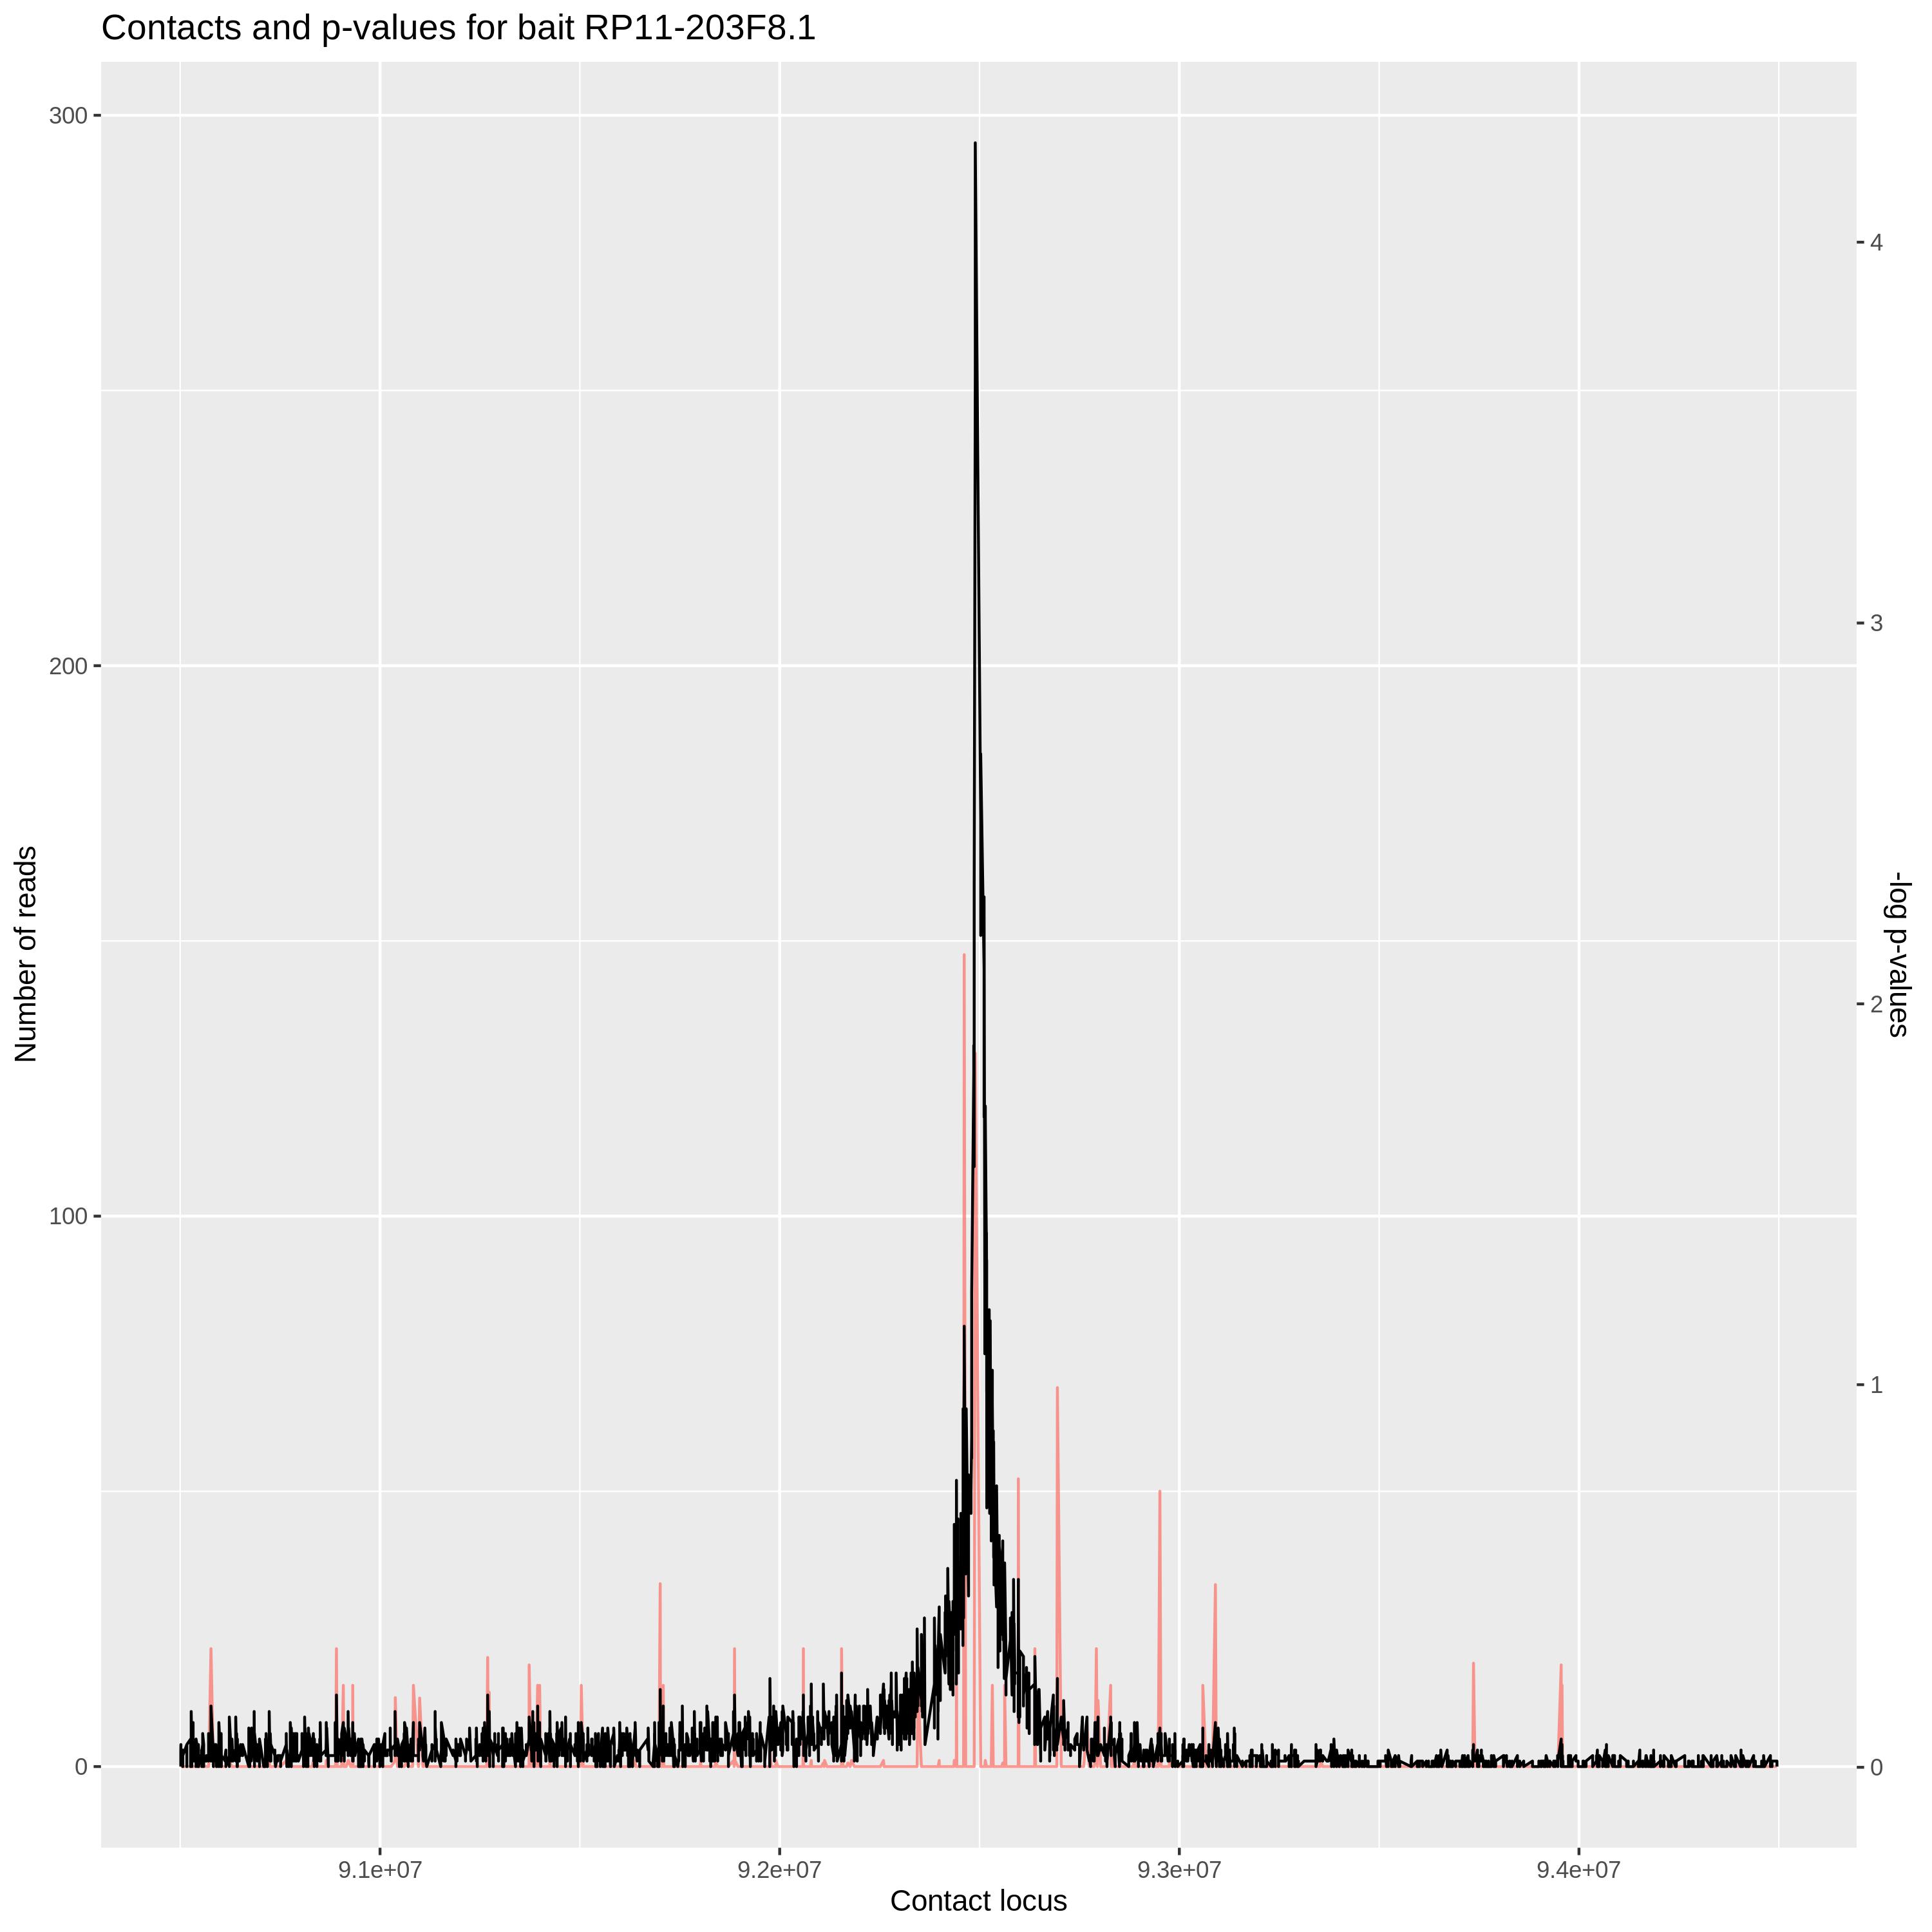 Contacts and p-values for bait RP11-203F8.1
300
200
100
0
Number of reads
4
3
2
1
0
-log p-values
9.1e+07
9.2e+07
9.3e+07
9.4e+07
Contact locus